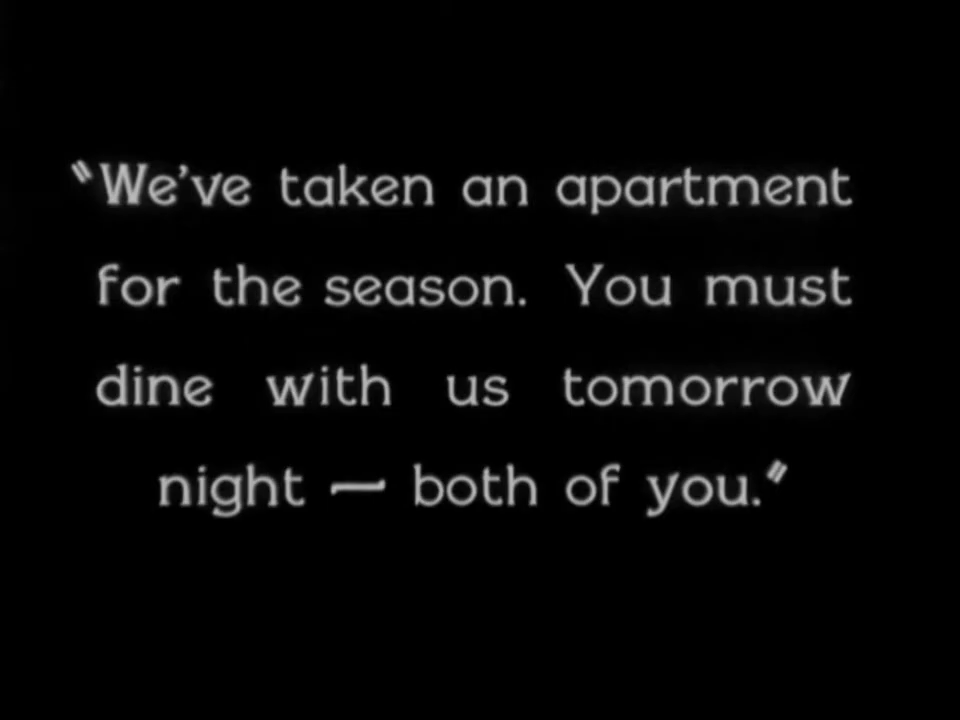 "We've taken an apartment
for the season. You must
dine with us tomorrow
night — both of you."